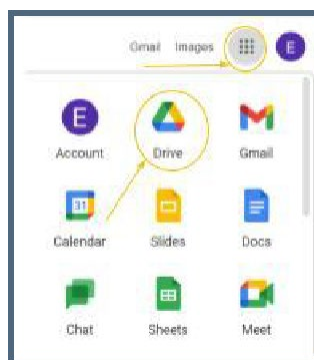 Gmail Images E
E
Account Drive Gmail
31
Calendar Slides Docs
Chat Sheets Meet